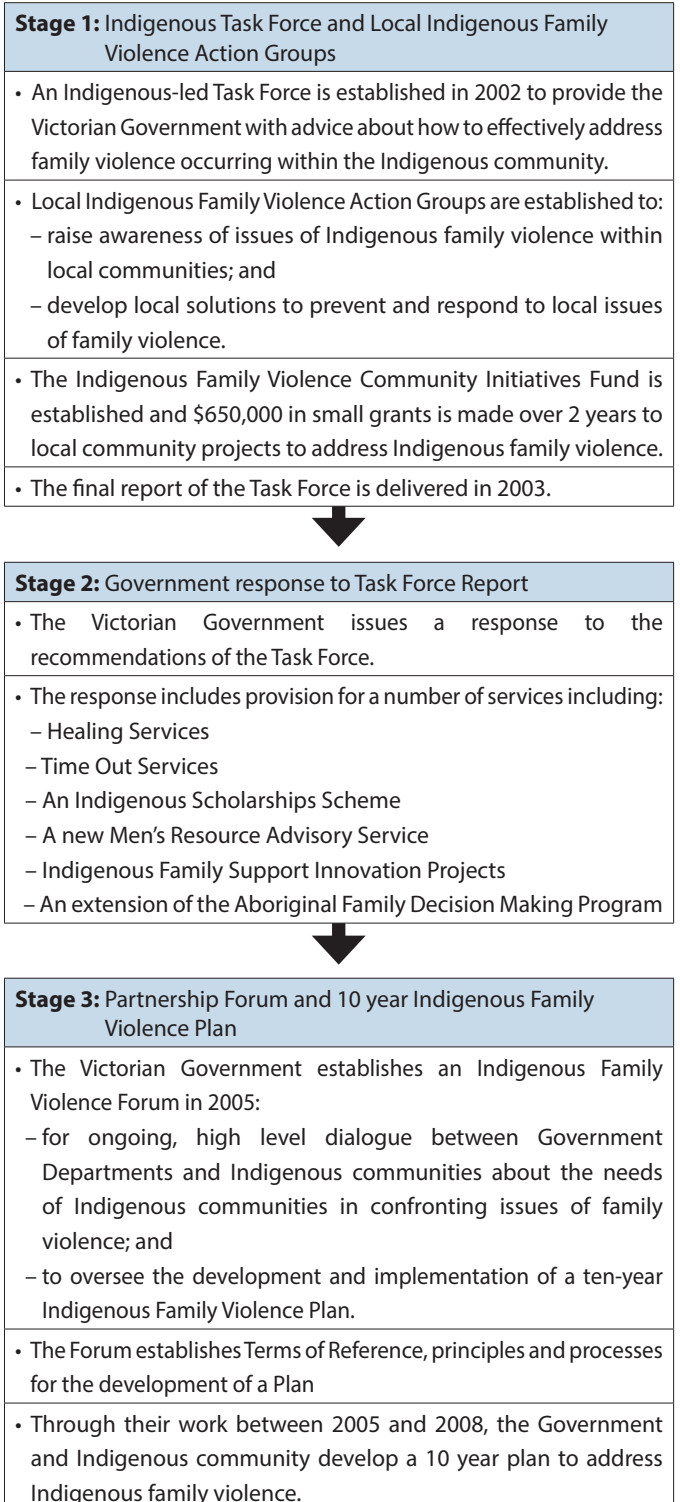 Stage 1: Indigenous Task Force and Local Indigenous Family
Violence Action Groups
• An Indigenous-led Task Force is established in 2002 to provide the
Victorian Government with advice about how to effectively address
family violence occurring within the Indigenous community.
• Local Indigenous Family Violence Action Groups are established to:
– raise awareness of issues of Indigenous family violence within
local communities; and
– develop local solutions to prevent and respond to local issues
of family violence.
• The Indigenous Family Violence Community Initiatives Fund is
established and $650,000 in small grants is made over 2 years to
local community projects to address Indigenous family violence.
• The final report of the Task Force is delivered in 2003.
Stage 2: Government response to Task Force Report
• The Victorian Government issues a response to the
recommendations of the Task Force.
• The response includes provision for a number of services including:
– Healing Services
– Time Out Services
– An Indigenous Scholarships Scheme
– A new Men's Resource Advisory Service
– Indigenous Family Support Innovation Projects
– An extension of the Aboriginal Family Decision Making Program
Stage 3: Partnership Forum and 10 year Indigenous Family
Violence Plan
• The Victorian Government establishes an Indigenous Family
Violence Forum in 2005:
– for ongoing, high level dialogue between Government
Departments and Indigenous communities about the needs
of Indigenous communities in confronting issues of family
violence; and
– to oversee the development and implementation of a ten-year
Indigenous Family Violence Plan.
• The Forum establishes Terms of Reference, principles and processes
for the development of a Plan
• Through their work between 2005 and 2008, the Government
and Indigenous community develop a 10 year plan to address
Indigenous family violence.